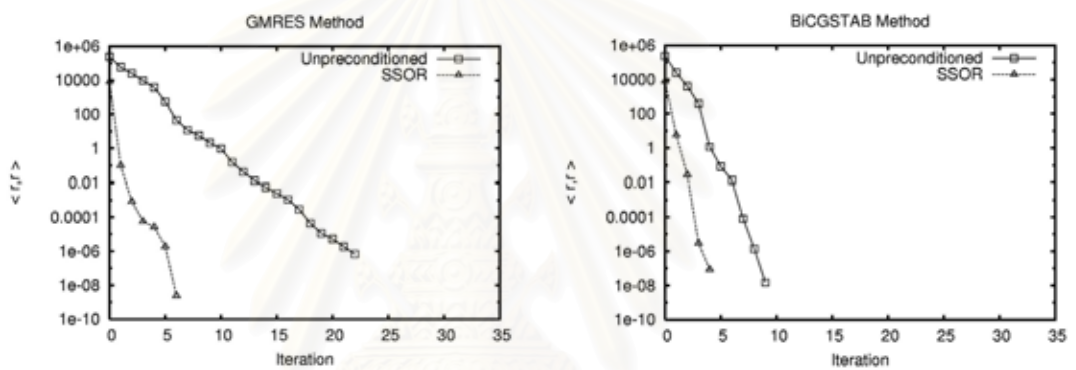 GMRES Method
1e+06
10000
100
1
0.01
0.0001
1e-06
1e-08
1e-10
< r,r >
Unpreconditioned
SSOR
0 5 10 15 20 25 30 35
Iteration
BiCGSTAB Method
1e+06
10000
100
1
0.01
0.0001
1e-06
1e-08
1e-10
< r,r >
Unpreconditioned
SSOR
0 5 10 15 20 25 30 35
Iteration